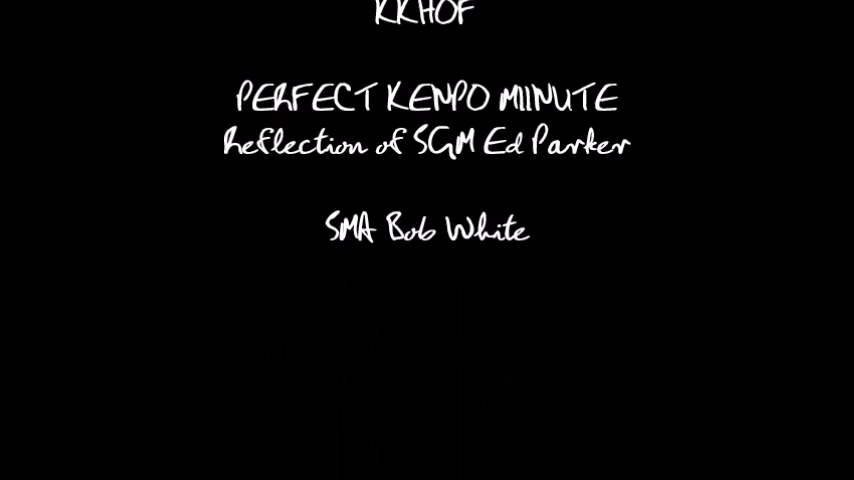 KKHOF
PERFECT KENPO MIINUTE
Reflection of SGM Ed Parker
SMA Bob White